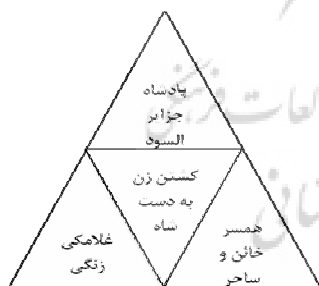 پادشاه
جزایر
السود
کشتن زن
به دست
شاه
غلامکی
زنگی
همسر
خائن و
ساحر